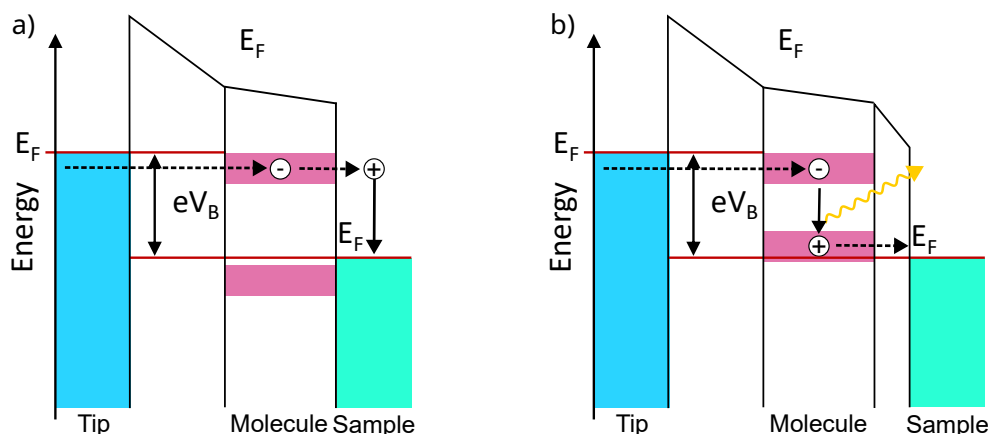 a)
E_F
E_F
-
+
eV_B
E_F
Energy
Tip
Molecule
Sample
b)
E_F
E_F
-
eV_B
+
E_F
Energy
Tip
Molecule
Sample